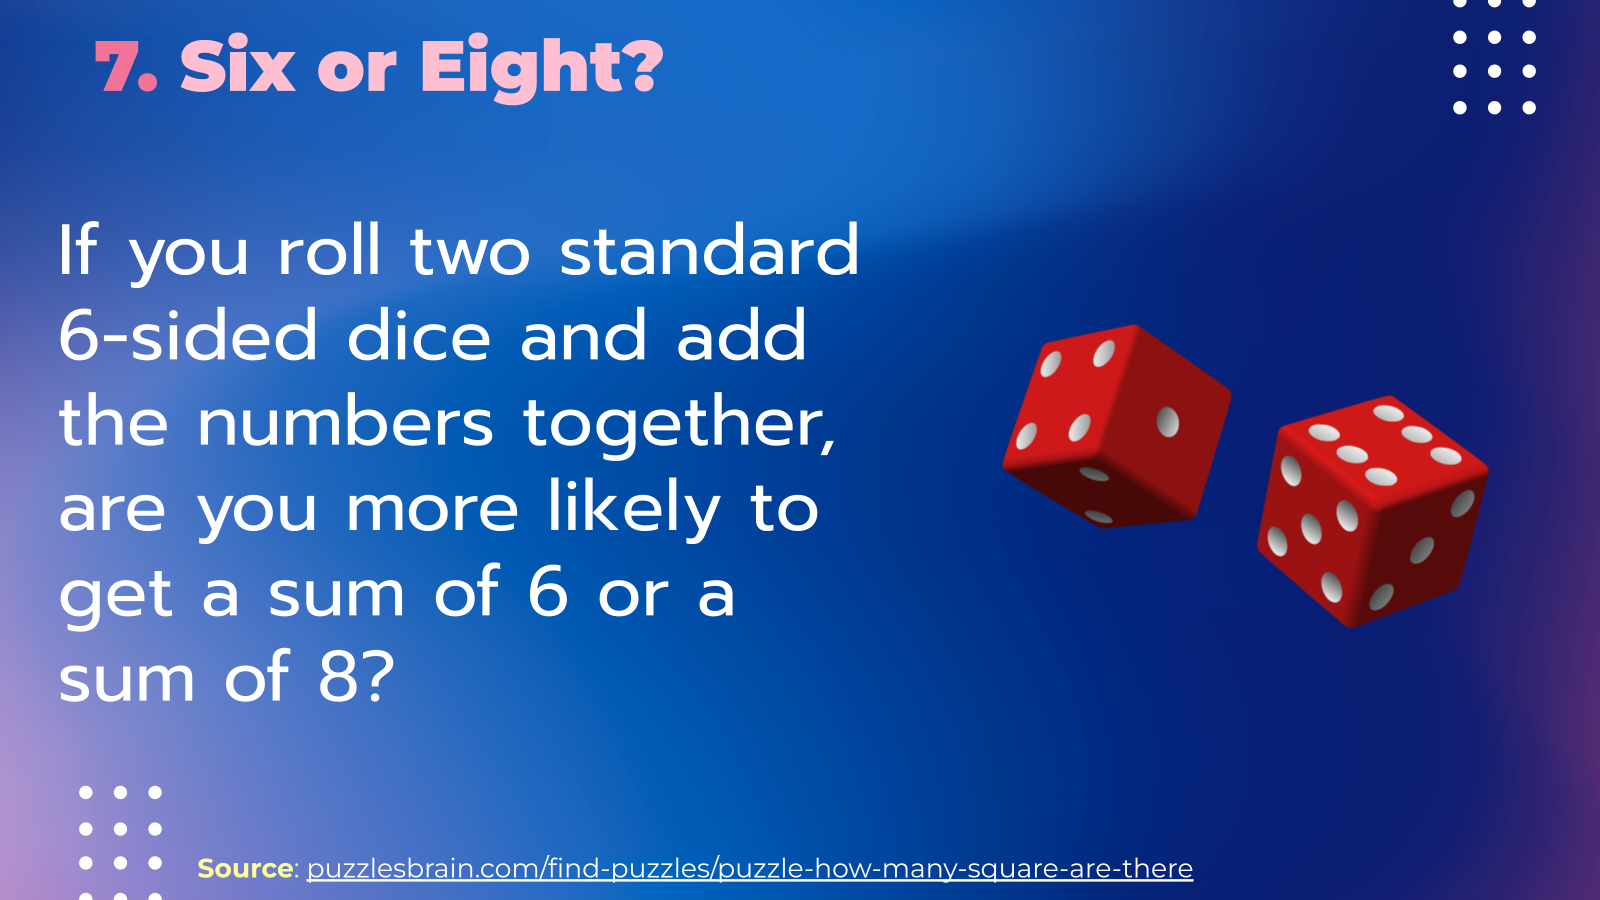 7. Six or Eight?
If you roll two standard
6-sided dice and add
the numbers together,
are you more likely to
get a sum of 6 or a
sum of 8?
Source: puzzlesbrain.com/find-puzzles/puzzle-how-many-square-are-there